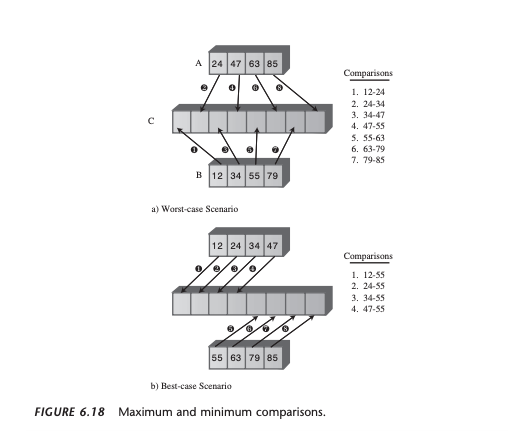 A
24 47 63 85
❷ ❹ ❻ ❽
C
❶ ❸ ❺ ❼
B
12 34 55 79
Comparisons
1. 12-24
2. 24-34
3. 34-47
4. 47-55
5. 55-63
6. 63-79
7. 79-85
a) Worst-case Scenario
12 24 34 47
❶ ❷ ❸ ❹
❺ ❻ ❼ ❽
55 63 79 85
Comparisons
1. 12-55
2. 24-55
3. 34-55
4. 47-55
b) Best-case Scenario
FIGURE 6.18 Maximum and minimum comparisons.